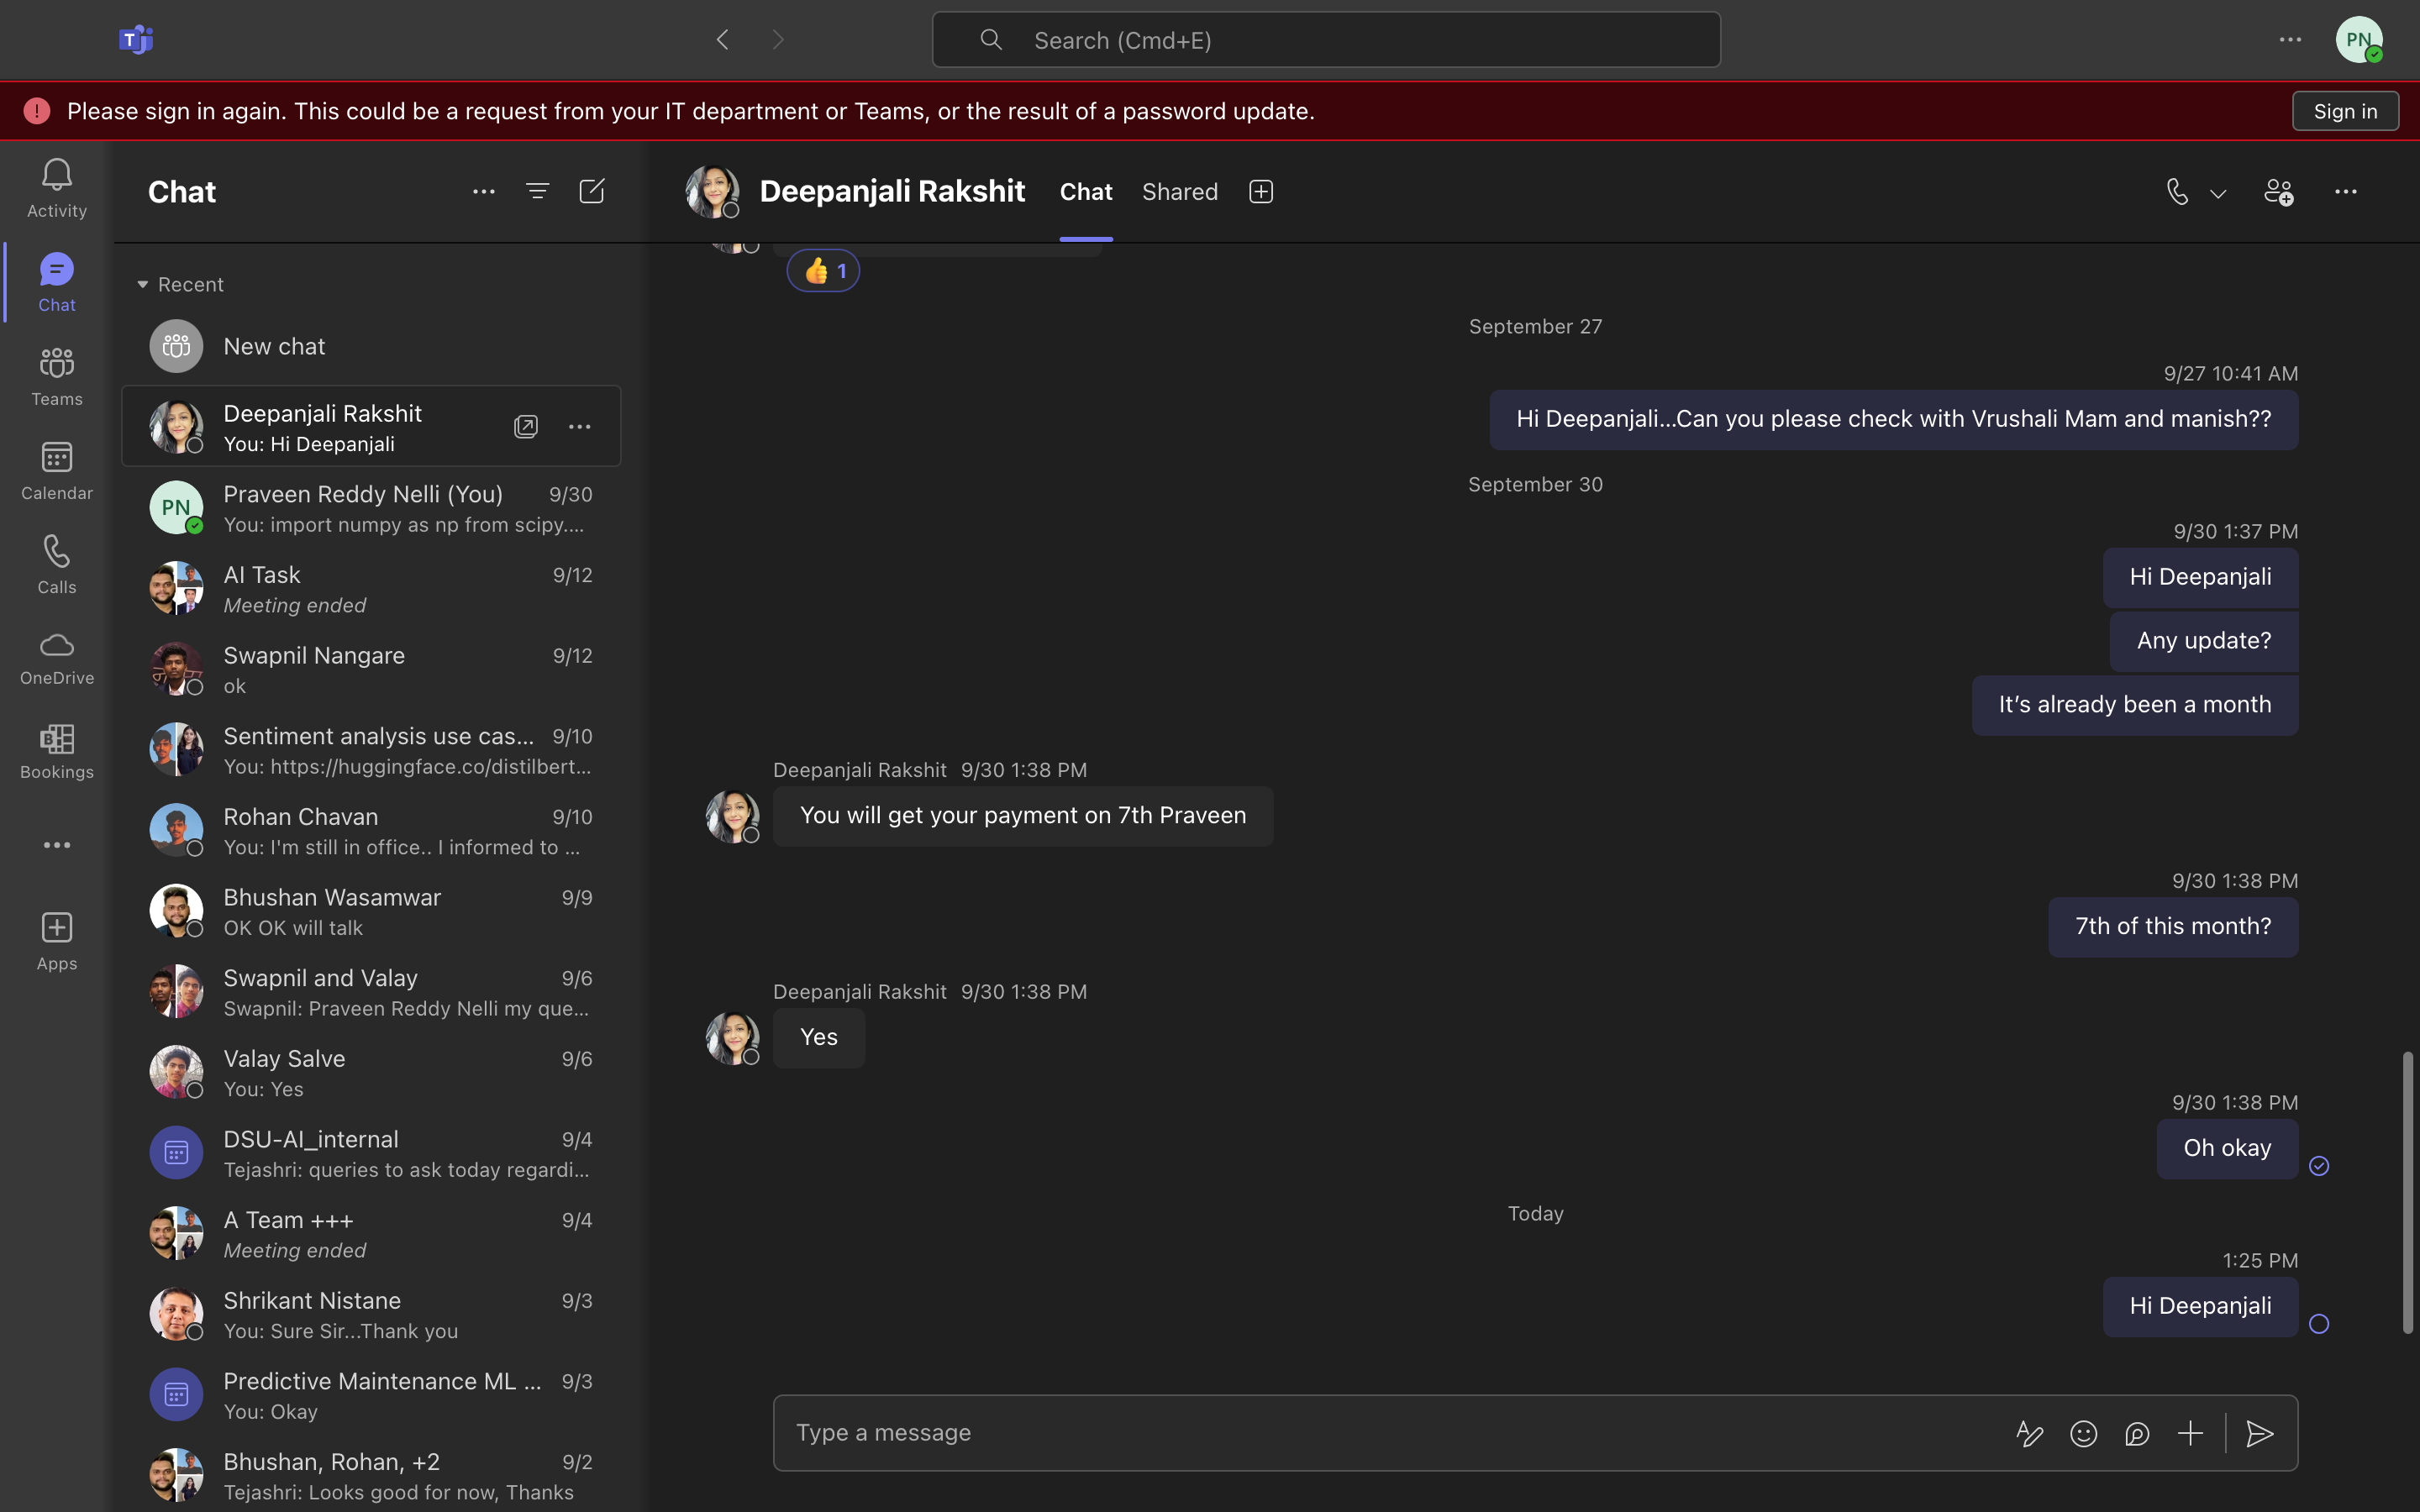 Search (Cmd+E)
PN
Please sign in again. This could be a request from your IT department or Teams, or the result of a password update.
Sign in
Activity
Chat
Teams
Calendar
Calls
OneDrive
Bookings
Apps
Chat
Recent
New chat
Deepanjali Rakshit
You: Hi Deepanjali
PN
Praveen Reddy Nelli (You) 9/30
You: import numpy as np from scipy....
AI Task 9/12
Meeting ended
Swapnil Nangare 9/12
ok
Sentiment analysis use cas... 9/10
You: https://huggingface.co/distilbert...
Rohan Chavan 9/10
You: I'm still in office.. I informed to ...
Bhushan Wasamwar 9/9
OK OK will talk
Swapnil and Valay 9/6
Swapnil: Praveen Reddy Nelli my que...
Valay Salve 9/6
You: Yes
DSU-AI_internal 9/4
Tejashri: queries to ask today regardi...
A Team +++ 9/4
Meeting ended
Shrikant Nistane 9/3
You: Sure Sir...Thank you
Predictive Maintenance ML ... 9/3
You: Okay
Bhushan, Rohan, +2 9/2
Tejashri: Looks good for now, Thanks
Deepanjali Rakshit Chat Shared
1
September 27
9/27 10:41 AM
Hi Deepanjali...Can you please check with Vrushali Mam and manish??
September 30
9/30 1:37 PM
Hi Deepanjali
Any update?
It’s already been a month
Deepanjali Rakshit 9/30 1:38 PM
You will get your payment on 7th Praveen
9/30 1:38 PM
7th of this month?
Deepanjali Rakshit 9/30 1:38 PM
Yes
9/30 1:38 PM
Oh okay
Today
1:25 PM
Hi Deepanjali
Type a message